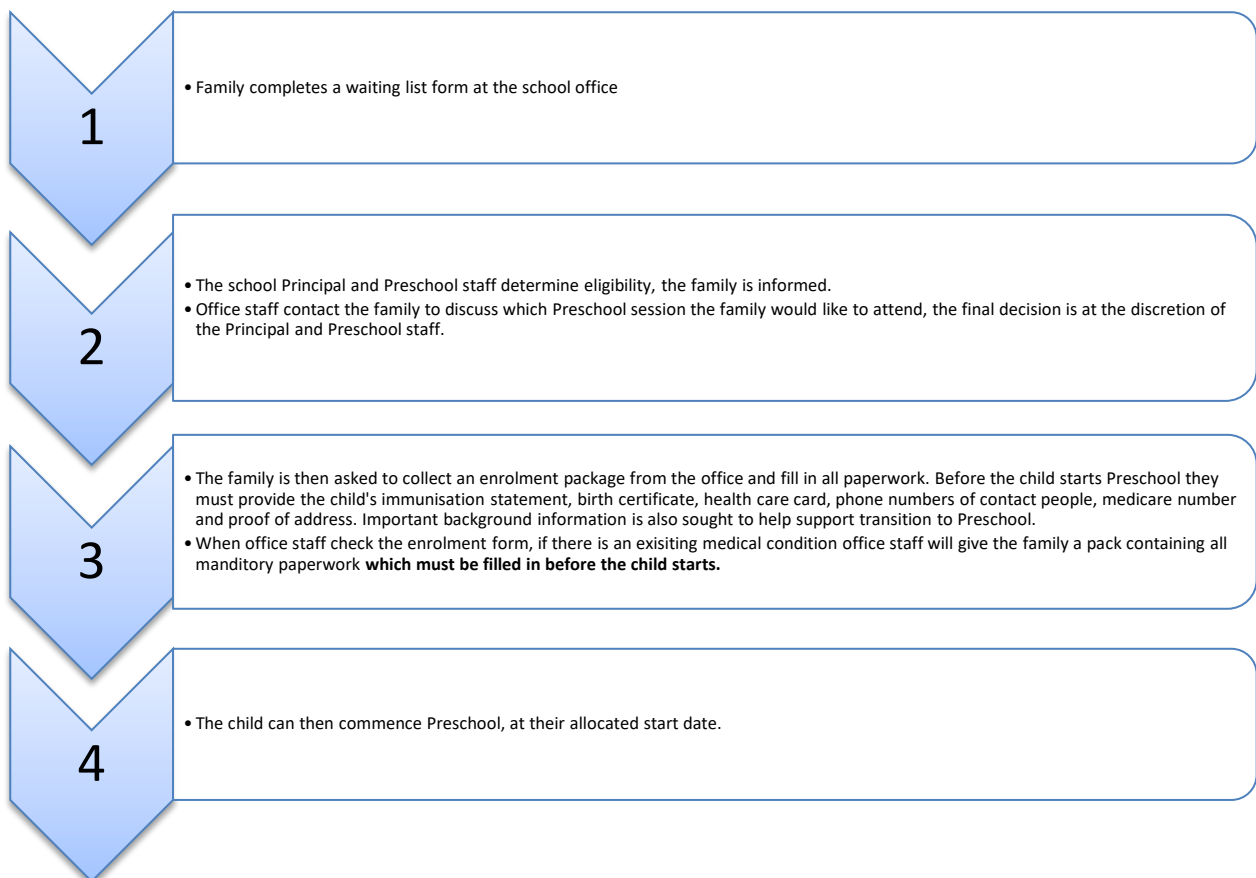 1
• Family completes a waiting list form at the school office
2
• The school Principal and Preschool staff determine eligibility, the family is informed.
• Office staff contact the family to discuss which Preschool session the family would like to attend, the final decision is at the discretion of
the Principal and Preschool staff.
3
• The family is then asked to collect an enrolment package from the office and fill in all paperwork. Before the child starts Preschool they
must provide the child's immunisation statement, birth certificate, health care card, phone numbers of contact people, medicare number
and proof of address. Important background information is also sought to help support transition to Preschool.
• When office staff check the enrolment form, if there is an exisiting medical condition office staff will give the family a pack containing all
manditory paperwork which must be filled in before the child starts.
4
• The child can then commence Preschool, at their allocated start date.